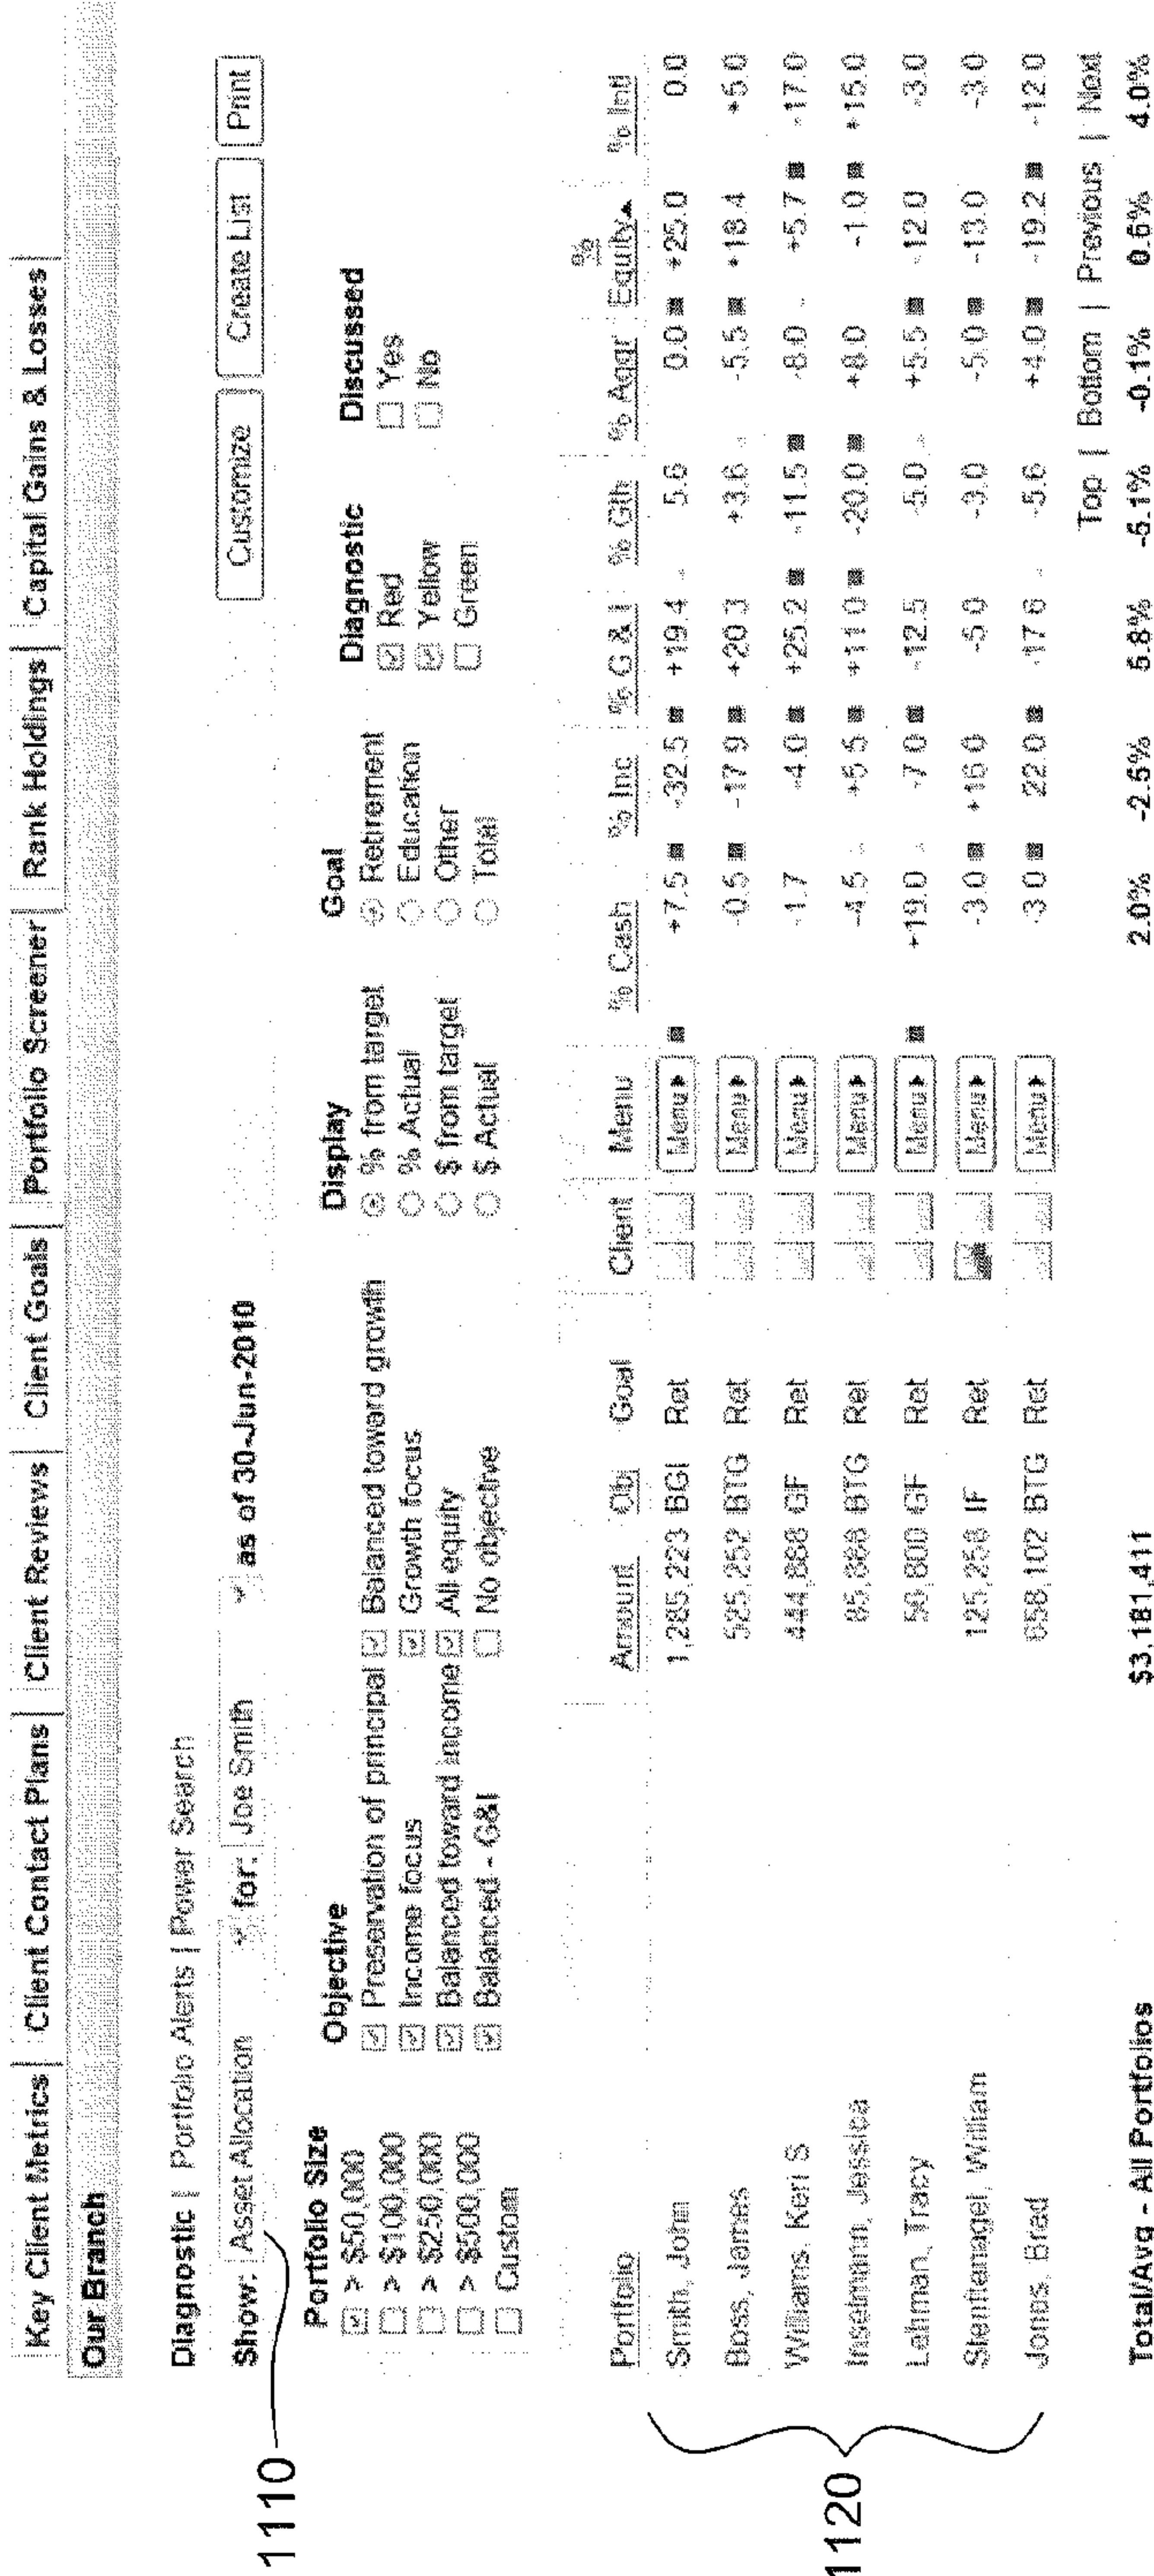 Key Client Metrics | Client Contact Plans | Client Reviews | Client Goals | Portfolio Screener | Rank Holdings | Capital Gains & Losses
Our Branch
Diagnostic | Portfolio Alerts | Power Search
Show: Asset Allocation for: Joe Smith as of 30-Jun-2010 Customize Create List Print
1110
Portfolio Size Objective Display Goal Diagnostic Discussed
> $50,000 Preservation of principal Balanced toward growth % from target Retirement Red Yes
> $100,000 Income focus Growth focus % Actual Education Yellow No
> $250,000 Balanced toward income All equity $ from target Other Green
> $500,000 Balanced - G&I No objective $ Actual Total
Custom
Portfolio Amount Obj Goal Client Menu % Cash % Inc % G & I % Gth % Aggr % Equity % Intl
Smith, John 1,285,223 BGI Ret Menu +7.5 -32.5 +19.4 5.6 0.0 +25.0 0.0
Boss, James 525,252 BTG Ret Menu -0.5 -17.9 +20.3 +3.6 -5.5 +18.4 +5.0
Williams, Keri S 444,868 GF Ret Menu -1.7 -4.0 +25.2 -11.5 -8.0 +5.7 -17.0
Inselmann, Jessica 85,868 BTG Ret Menu -4.5 +5.5 +11.0 -20.0 +8.0 -1.0 +15.0
Lehman, Tracy 50,800 GF Ret Menu +19.0 -7.0 -12.5 -5.0 +5.5 -12.0 -3.0
William 125,258 IF Ret Menu -3.0 +16.0 -5.0 -3.0 -5.0 -13.0 -3.0
Jones, Brad 658,102 BTG Ret Menu -3.0 22.0 -17.6 -5.6 +4.0 -19.2 -12.0
1120
Top | Bottom | Previous | Next
Total/Avg - All Portfolios $3,181,411 2.0% -2.5% 5.8% -5.1% -0.1% 0.6% 4.0%